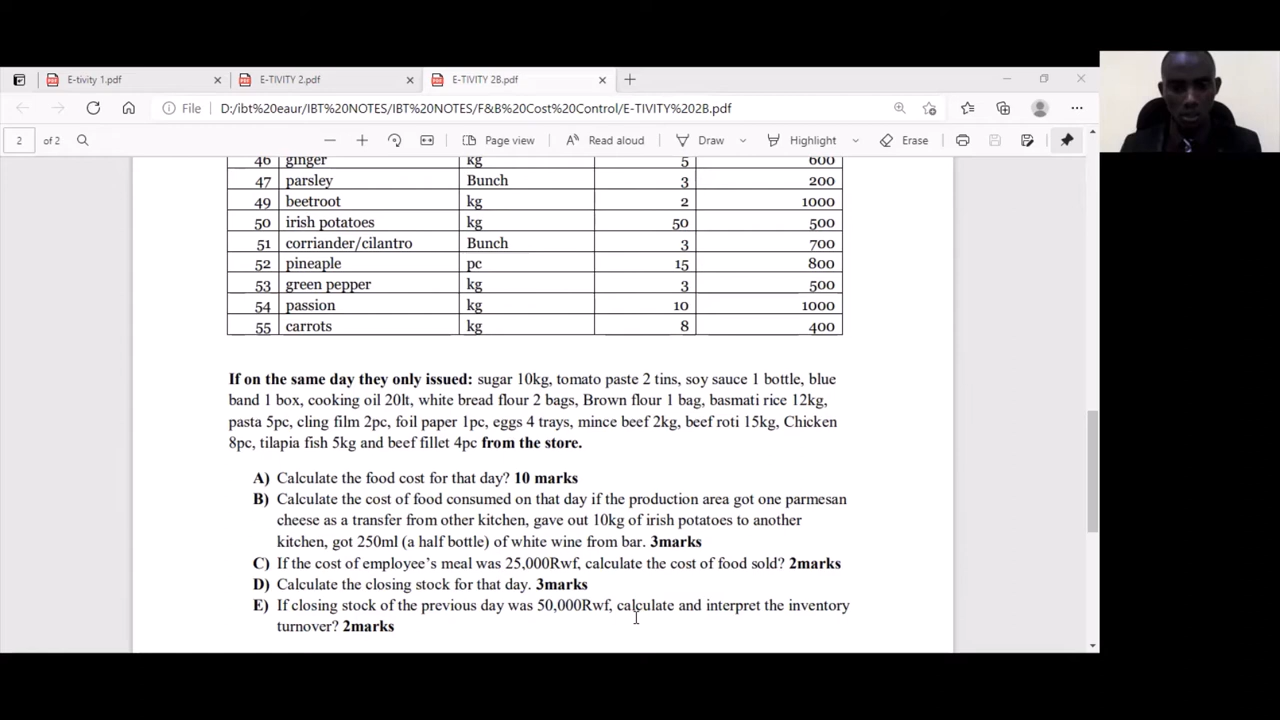 E-tivity 1.pdf
E-TIVITY 2.pdf
E-TIVITY 2B.pdf
File D:/ibt%20eaur/IBT%20NOTES/IBT%20NOTES/F&B%20Cost%20Control/E-TIVITY%202B.pdf
2 of 2 Page view Read aloud Draw Highlight Erase
46 ginger kg 5 600
47 parsley Bunch 3 200
49 beetroot kg 2 1000
50 irish potatoes kg 50 500
51 corriander/cilantro Bunch 3 700
52 pineaple pc 15 800
53 green pepper kg 3 500
54 passion kg 10 1000
55 carrots kg 8 400
If on the same day they only issued: sugar 10kg, tomato paste 2 tins, soy sauce 1 bottle, blue
band 1 box, cooking oil 20lt, white bread flour 2 bags, Brown flour 1 bag, basmati rice 12kg,
pasta 5pc, cling film 2pc, foil paper 1pc, eggs 4 trays, mince beef 2kg, beef roti 15kg, Chicken
8pc, tilapia fish 5kg and beef fillet 4pc from the store.
A) Calculate the food cost for that day? 10 marks
B) Calculate the cost of food consumed on that day if the production area got one parmesan
cheese as a transfer from other kitchen, gave out 10kg of irish potatoes to another
kitchen, got 250ml (a half bottle) of white wine from bar. 3marks
C) If the cost of employee's meal was 25,000Rwf, calculate the cost of food sold? 2marks
D) Calculate the closing stock for that day. 3marks
E) If closing stock of the previous day was 50,000Rwf, calculate and interpret the inventory
turnover? 2marks